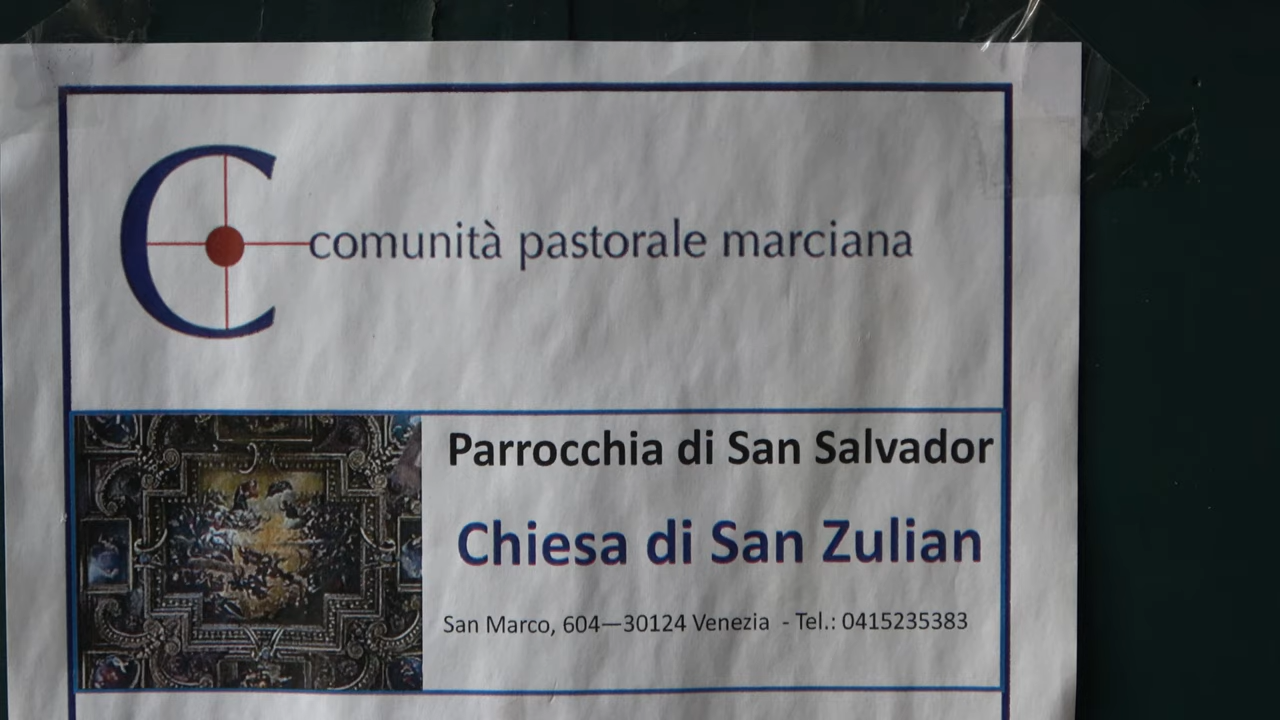 comunità pastorale marciana
Parrocchia di San Salvador
Chiesa di San Zulian
San Marco, 604—30124 Venezia - Tel.: 0415235383